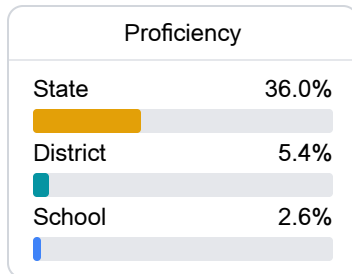 Proficiency
State 36.0%
District 5.4%
School 2.6%